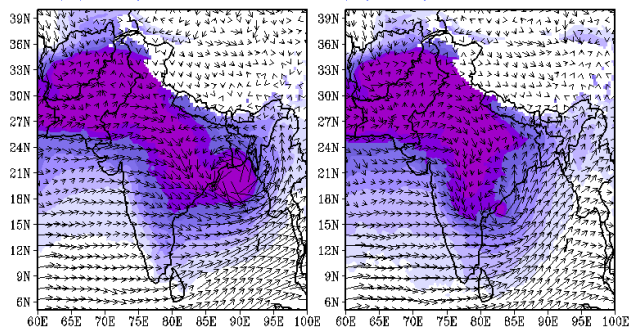 39N 39N
36N 36N
33N 33N
30N 30N
27N 27N
24N 24N
21N 21N
18N 18N
15N 15N
12N 12N
9N 9N
6N 6N
60E 65E 70E 75E 80E 85E 90E 95E 100E 60E 65E 70E 75E 80E 85E 90E 95E 100E